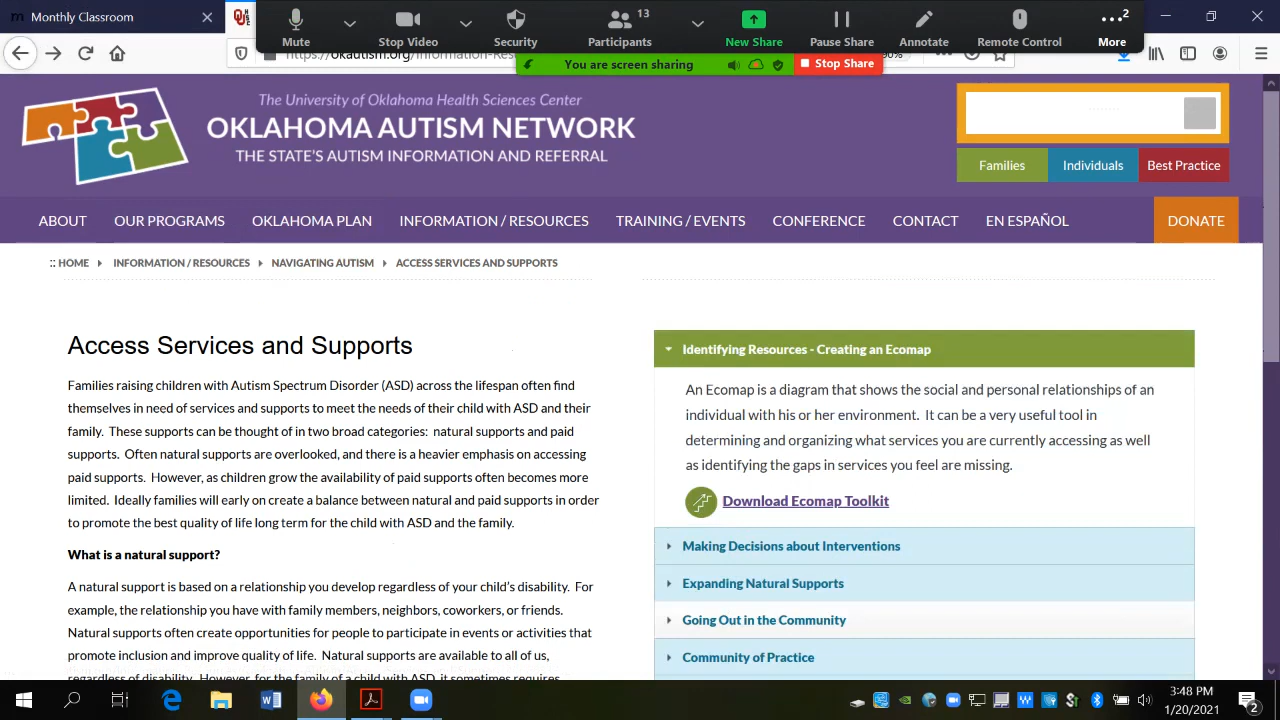 Monthly Classroom
Mute
Stop Video
Security
13
Participants
New Share
Pause Share
Annotate
Remote Control
2
More
You are screen sharing
Stop Share
The University of Oklahoma Health Sciences Center
OKLAHOMA AUTISM NETWORK
THE STATE'S AUTISM INFORMATION AND REFERRAL
Families
Individuals
Best Practice
ABOUT
OUR PROGRAMS
OKLAHOMA PLAN
INFORMATION / RESOURCES
TRAINING / EVENTS
CONFERENCE
CONTACT
EN ESPAÑOL
DONATE
:: HOME
INFORMATION / RESOURCES
NAVIGATING AUTISM
ACCESS SERVICES AND SUPPORTS
Access Services and Supports
Families raising children with Autism Spectrum Disorder (ASD) across the lifespan often find
themselves in need of services and supports to meet the needs of their child with ASD and their
family. These supports can be thought of in two broad categories: natural supports and paid
supports. Often natural supports are overlooked, and there is a heavier emphasis on accessing
paid supports. However, as children grow the availability of paid supports often becomes more
limited. Ideally families will early on create a balance between natural and paid supports in order
to promote the best quality of life long term for the child with ASD and the family.
What is a natural support?
A natural support is based on a relationship you develop regardless of your child's disability. For
example, the relationship you have with family members, neighbors, coworkers, or friends.
Natural supports often create opportunities for people to participate in events or activities that
promote inclusion and improve quality of life. Natural supports are available to all of us,
regardless of disability. However, for the family of a child with ASD, it sometimes requires
Identifying Resources - Creating an Ecomap
An Ecomap is a diagram that shows the social and personal relationships of an
individual with his or her environment. It can be a very useful tool in
determining and organizing what services you are currently accessing as well
as identifying the gaps in services you feel are missing.
Download Ecomap Toolkit
Making Decisions about Interventions
Expanding Natural Supports
Going Out in the Community
Community of Practice
3:48 PM
1/20/2021
2